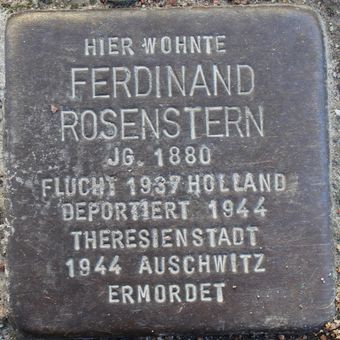 HIER WOHNTE
FERDINAND
ROSENSTERN
JG. 1880
FLUCHT 1937 HOLLAND
DEPORTIERT 1944
THERESIENSTADT
1944 AUSCHWITZ
ERMORDET